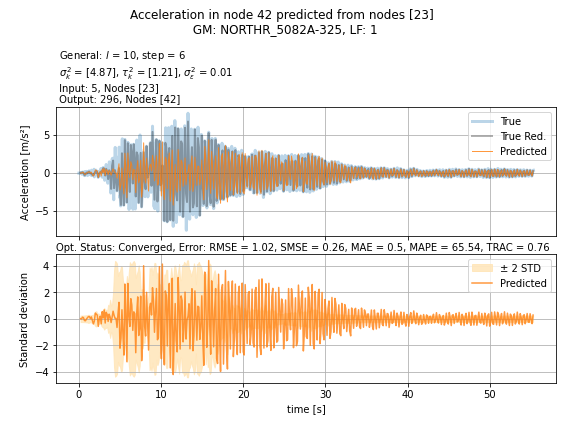 Acceleration in node 42 predicted from nodes [23]
GM: NORTHR_5082A-325, LF: 1
General: l = 10, step = 6
σ²ₖ = [4.87], τ²ₖ = [1.21], σ²ε = 0.01
Input: 5, Nodes [23]
Output: 296, Nodes [42]
True
True Red.
Predicted
Acceleration [m/s²]
5
0
−5
Opt. Status: Converged, Error: RMSE = 1.02, SMSE = 0.26, MAE = 0.5, MAPE = 65.54, TRAC = 0.76
± 2 STD
Predicted
Standard deviation
4
2
0
−2
−4
0 10 20 30 40 50
time [s]